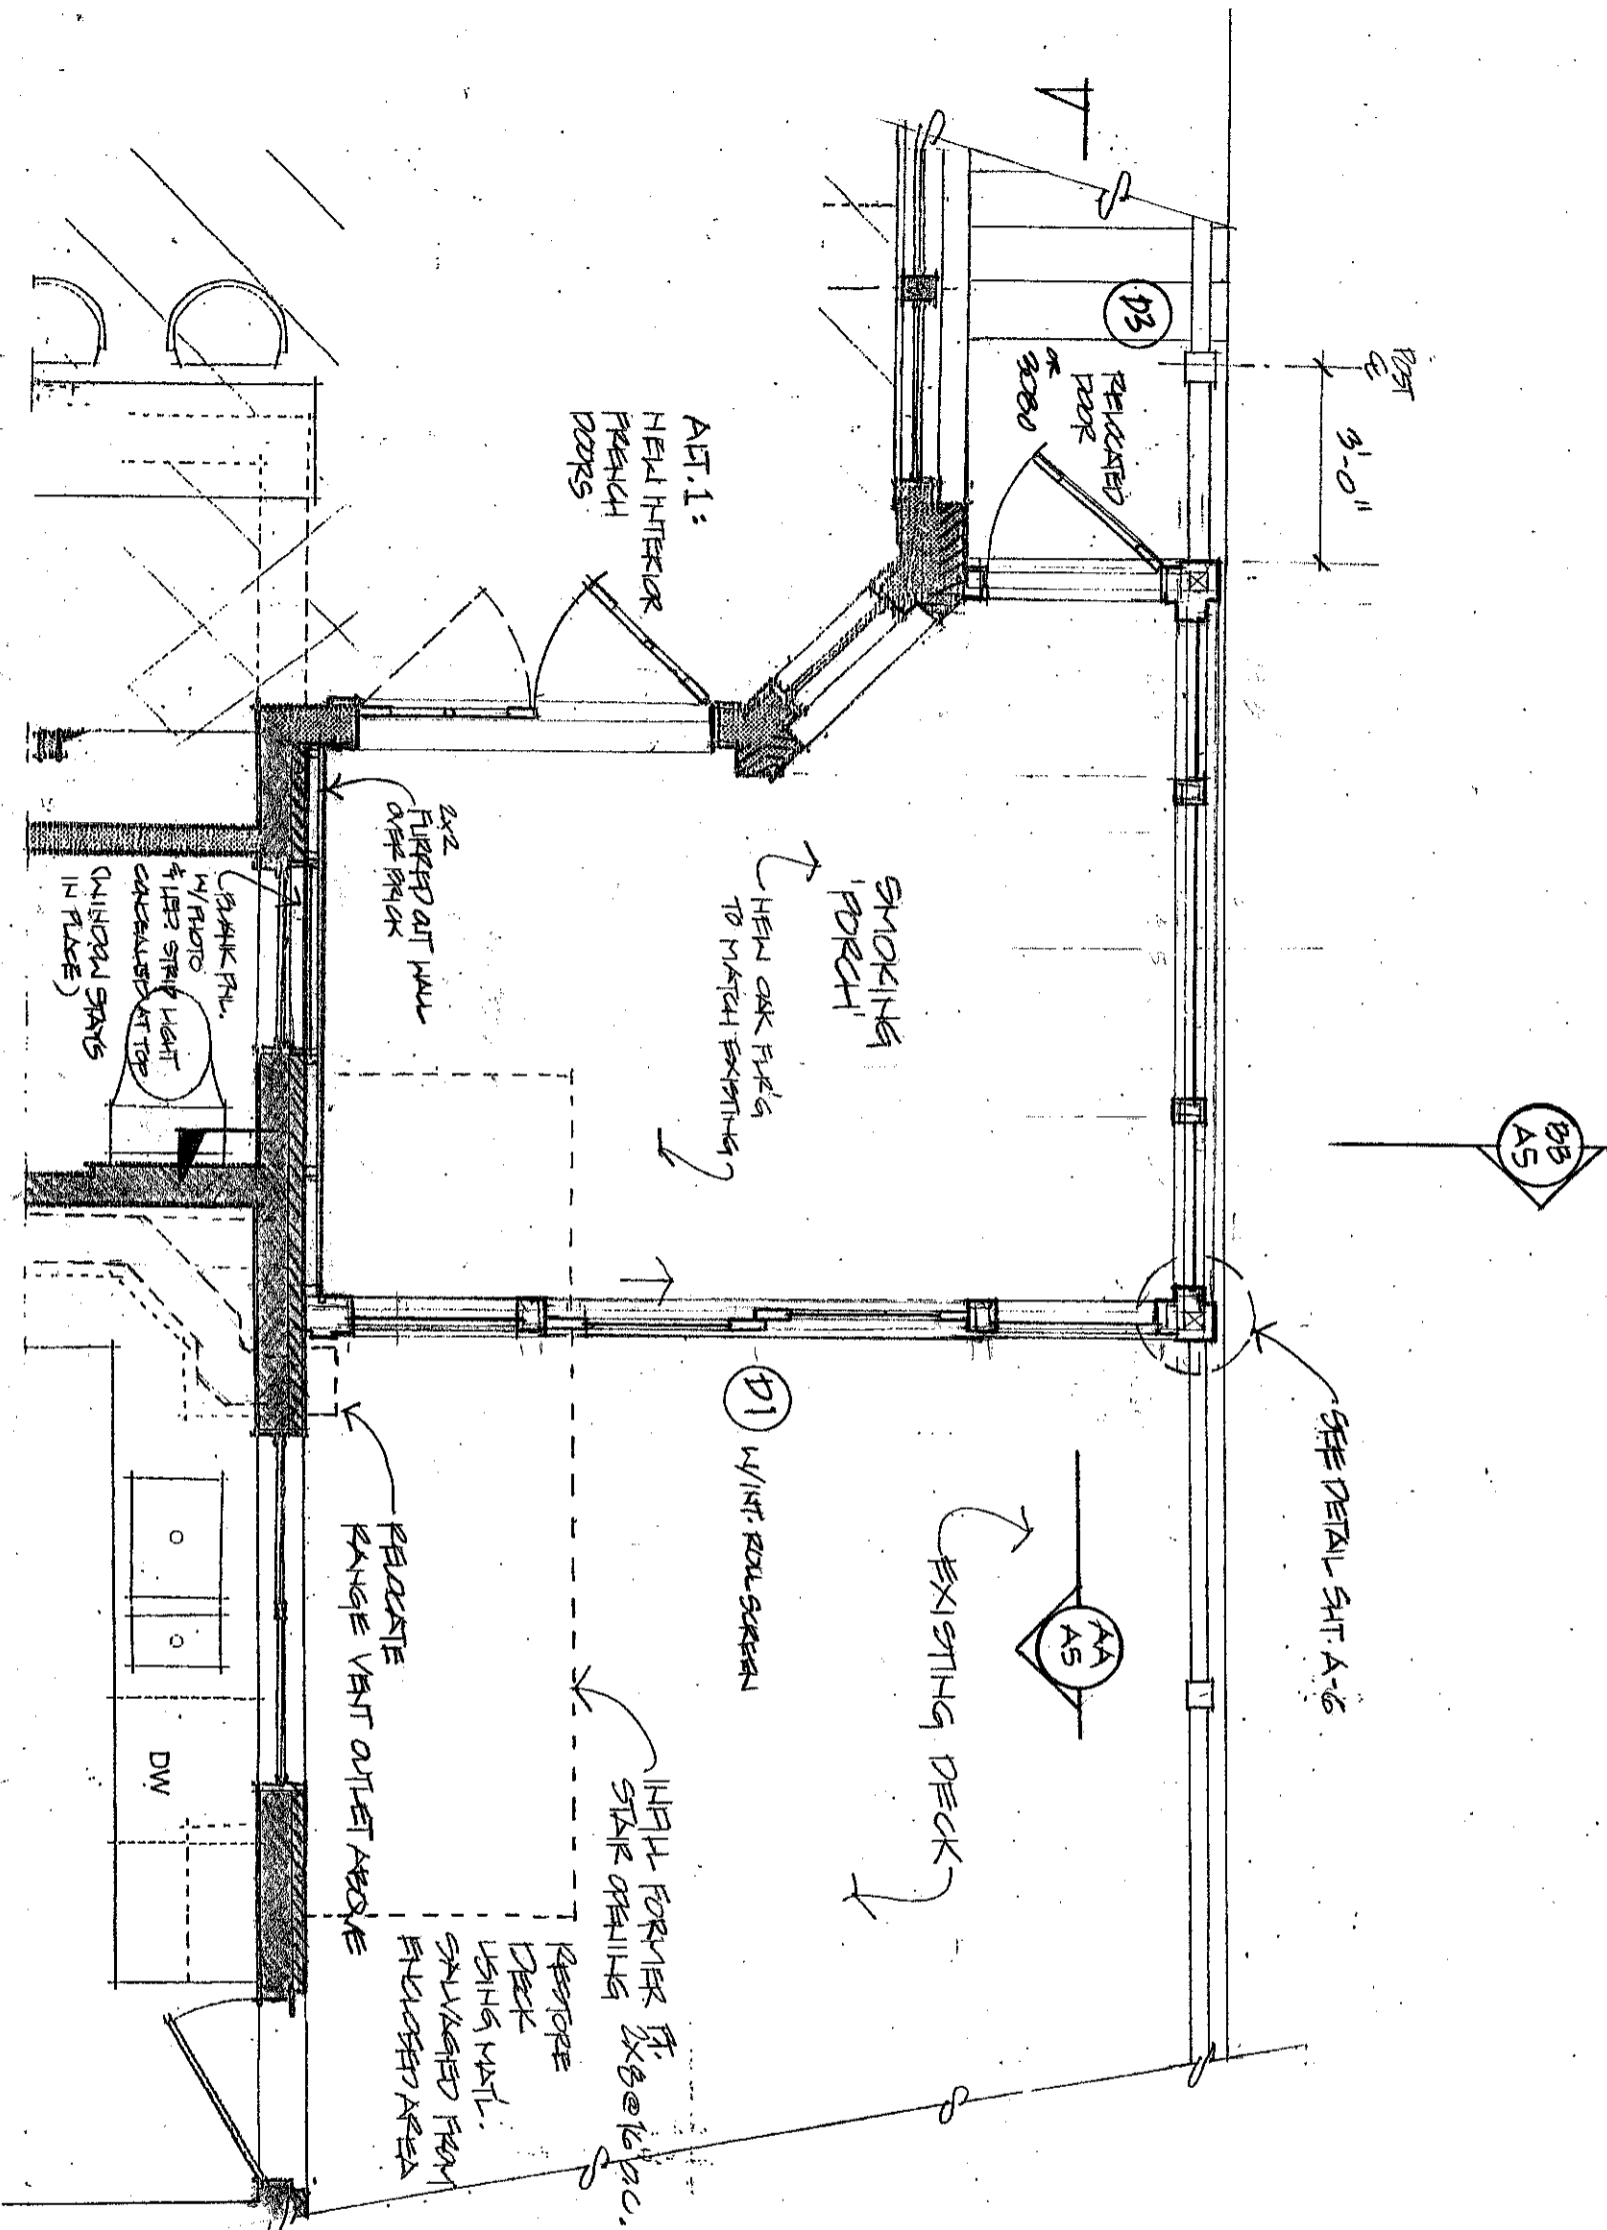 POST
℄
3'-0"
D3
RELOCATED
DOOR
OR
3080
ALT. 1:
NEW INTERIOR
FRENCH
DOORS
SMOKING
PORCH
NEW OAK FLR'G
TO MATCH EXISTING
2x2
FURRED OUT WALL
OVER BRICK
BLANK PNL.
W/ PHOTO
& LED STRIP LIGHT
CONCEALED AT TOP
(WINDOW STAYS
IN PLACE)
BB
A5
SEE DETAIL SHT. A-6
AA
A5
EXISTING DECK
D1
W/ INT. ROLL SCREEN
RELOCATE
RANGE VENT OUTLET ABOVE
INFILL FORMER
STAIR OPENING
P.T.
2x8@16"O.C.
RESTORE
DECK
USING MAT'L.
SALVAGED FROM
ENCLOSED AREA
DW